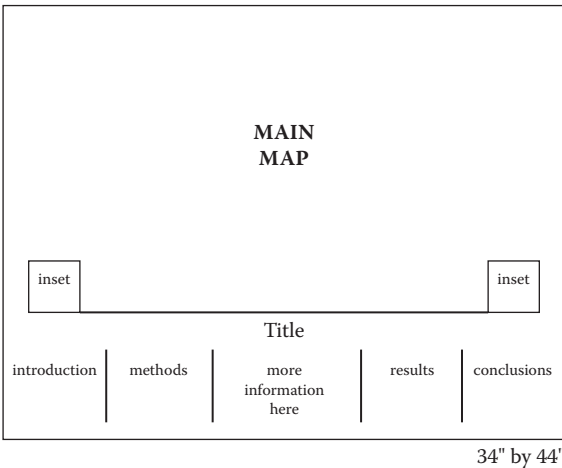 MAIN
MAP
inset
inset
Title
introduction
methods
more
information
here
results
conclusions
34" by 44"